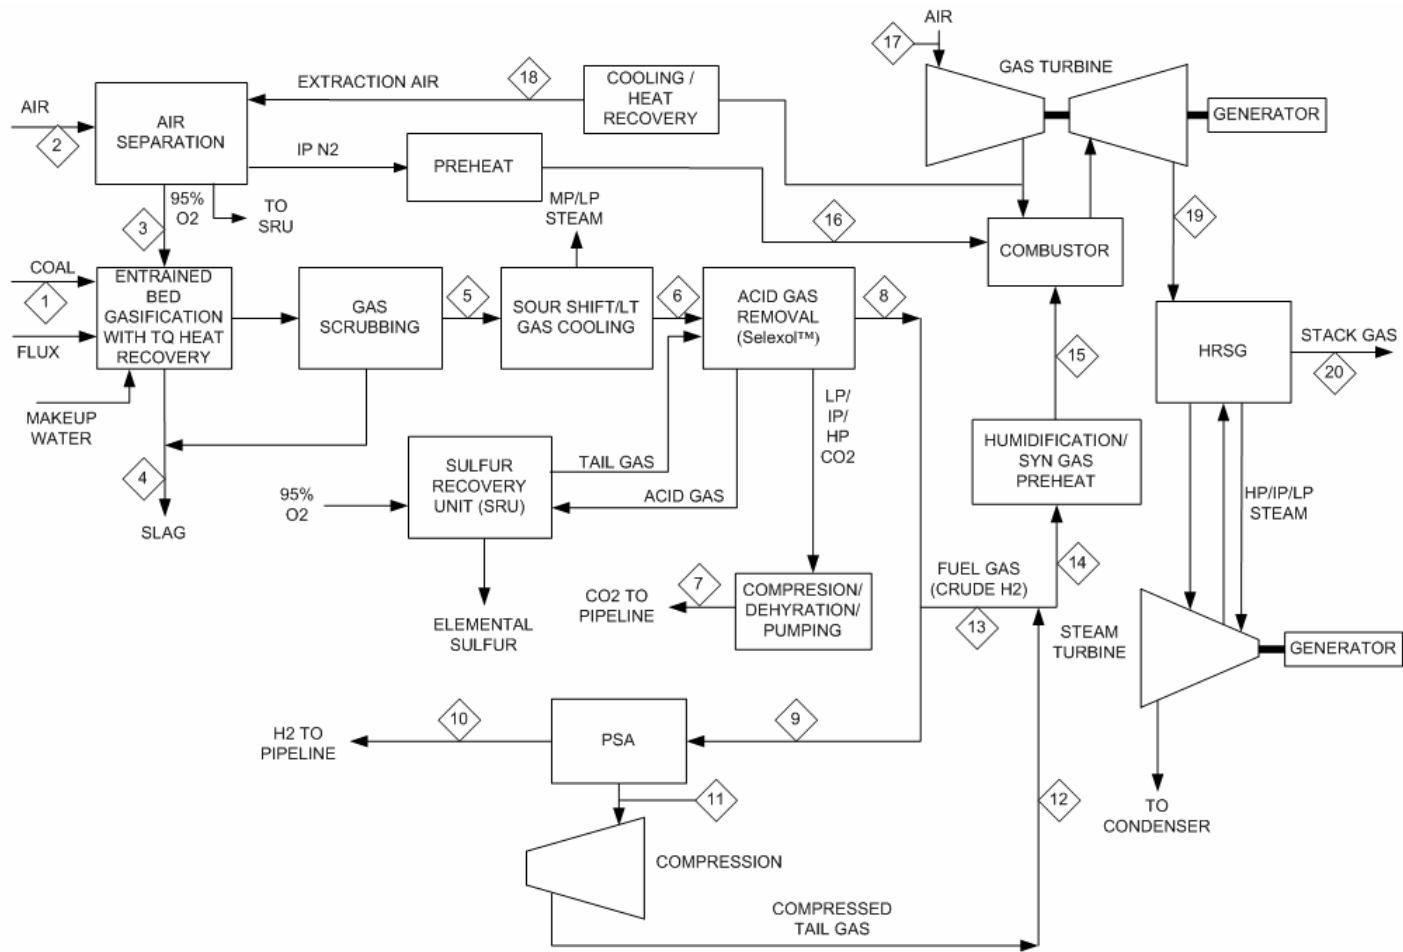 AIR
17
GAS TURBINE
18
EXTRACTION AIR
COOLING /
HEAT
RECOVERY
GENERATOR
AIR
2
AIR
SEPARATION
IP N2
PREHEAT
95%
O2
TO
SRU
MP/LP
STEAM
16
19
3
COMBUSTOR
COAL
1
ENTRAINED
BED
GASIFICATION
WITH TQ HEAT
RECOVERY
GAS
SCRUBBING
5
SOUR SHIFT/LT
GAS COOLING
6
ACID GAS
REMOVAL
(Selexol™)
8
FLUX
15
HRSG
STACK GAS
20
MAKEUP
WATER
LP/
IP/
HP
CO2
HUMIDIFICATION/
SYN GAS
PREHEAT
4
SLAG
95%
O2
SULFUR
RECOVERY
UNIT (SRU)
TAIL GAS
ACID GAS
HP/IP/LP
STEAM
ELEMENTAL
SULFUR
CO2 TO
PIPELINE
7
COMPRESION/
DEHYRATION/
PUMPING
FUEL GAS
(CRUDE H2)
13
14
STEAM
TURBINE
GENERATOR
H2 TO
PIPELINE
10
PSA
9
11
12
TO
CONDENSER
COMPRESSION
COMPRESSED
TAIL GAS